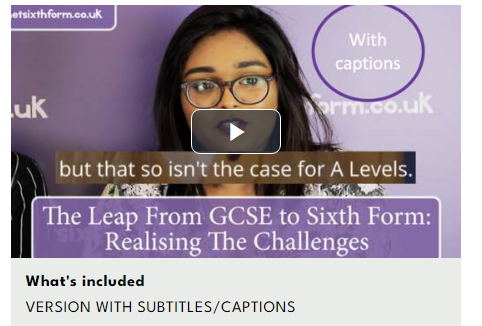 etsixthform.co.uk
With
captions
.uk
form.co.uk
but that so isn't the case for A Levels.
The Leap From GCSE to Sixth Form:
Realising The Challenges
What's included
VERSION WITH SUBTITLES/CAPTIONS